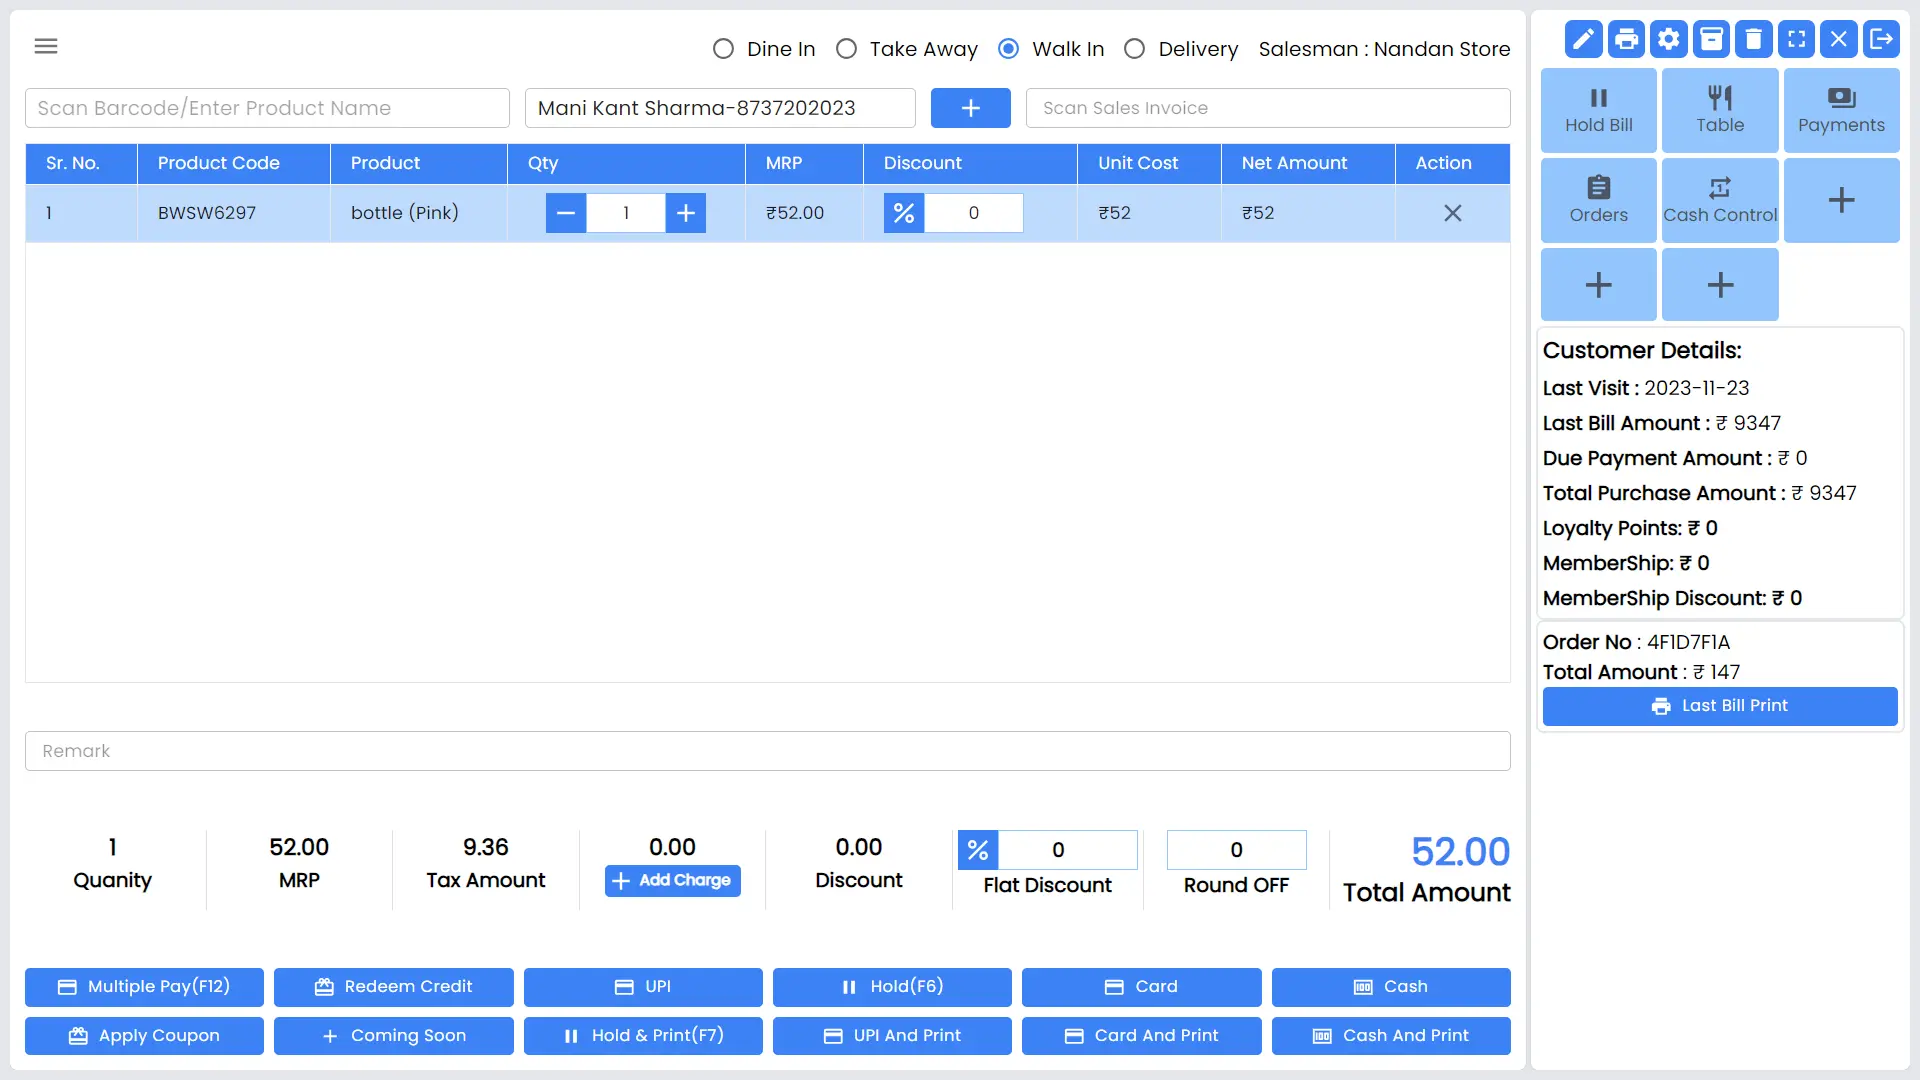 Dine In Take Away Walk In Delivery Salesman : Nandan Store
Scan Barcode/Enter Product Name Mani Kant Sharma-8737202023 Scan Sales Invoice
Sr. No. Product Code Product Qty MRP Discount Unit Cost Net Amount Action
1 BWSW6297 bottle (Pink) 1 ₹52.00 % 0 ₹52 ₹52
Remark
1 52.00 9.36 0.00 0.00 % 0 0 52.00
Quanity MRP Tax Amount Add Charge Discount Flat Discount Round OFF Total Amount
Multiple Pay(F12) Redeem Credit UPI Hold(F6) Card Cash
Apply Coupon Coming Soon Hold & Print(F7) UPI And Print Card And Print Cash And Print
Hold Bill Table Payments
Orders Cash Control
Customer Details:
Last Visit : 2023-11-23
Last Bill Amount : ₹ 9347
Due Payment Amount : ₹ 0
Total Purchase Amount : ₹ 9347
Loyalty Points: ₹ 0
MemberShip: ₹ 0
MemberShip Discount: ₹ 0
Order No : 4F1D7F1A
Total Amount : ₹ 147
Last Bill Print